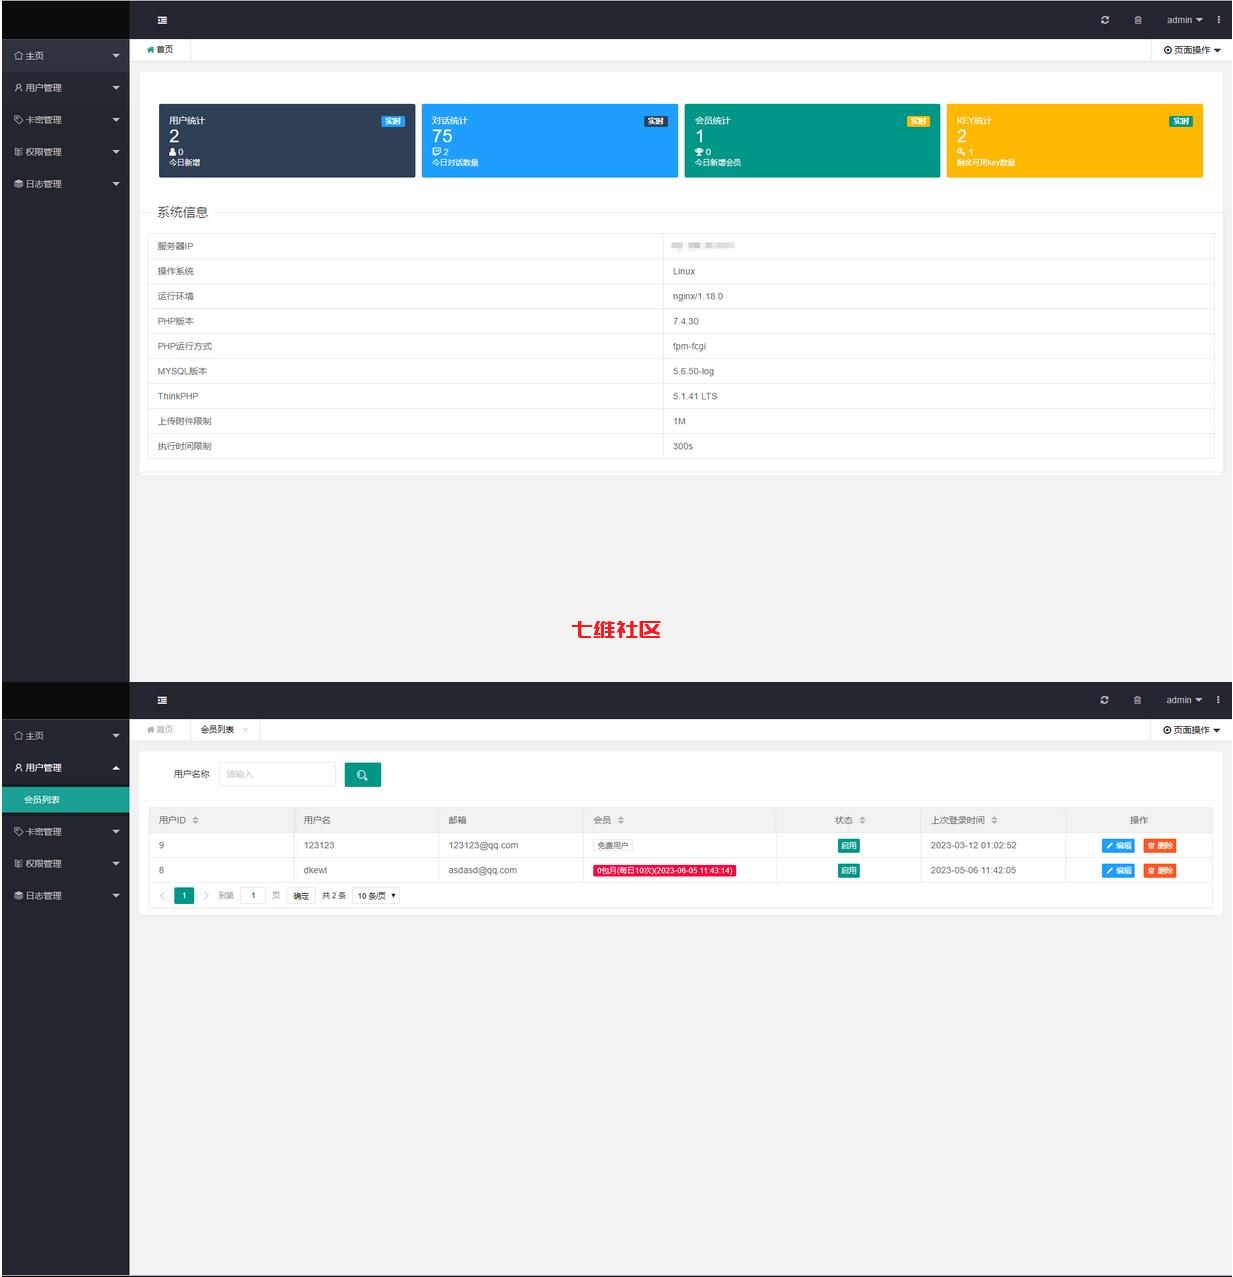 admin
主页
首页
页面操作
用户管理
卡密管理
权限管理
日志管理
用户统计 实时
2
0
今日新增
对话统计 实时
75
2
今日对话数量
会员统计 实时
1
0
今日新增会员
KEY统计 实时
2
1
剩余可用key数量
系统信息
服务器IP
操作系统 Linux
运行环境 nginx/1.18.0
PHP版本 7.4.30
PHP运行方式 fpm-fcgi
MYSQL版本 5.6.50-log
ThinkPHP 5.1.41 LTS
上传附件限制 1M
执行时间限制 300s
七维社区
admin
主页
首页 会员列表
页面操作
用户管理
会员列表
卡密管理
权限管理
日志管理
用户名称 请输入
用户ID 用户名 邮箱 会员 状态 上次登录时间 操作
9 123123 123123@qq.com 免费用户 启用 2023-03-12 01:02:52 编辑 删除
8 dkewl asdasd@qq.com 0包月(每日10次)(2023-06-05 11:43:14) 启用 2023-05-06 11:42:05 编辑 删除
1 到第 1 页 确定 共 2 条 10 条/页